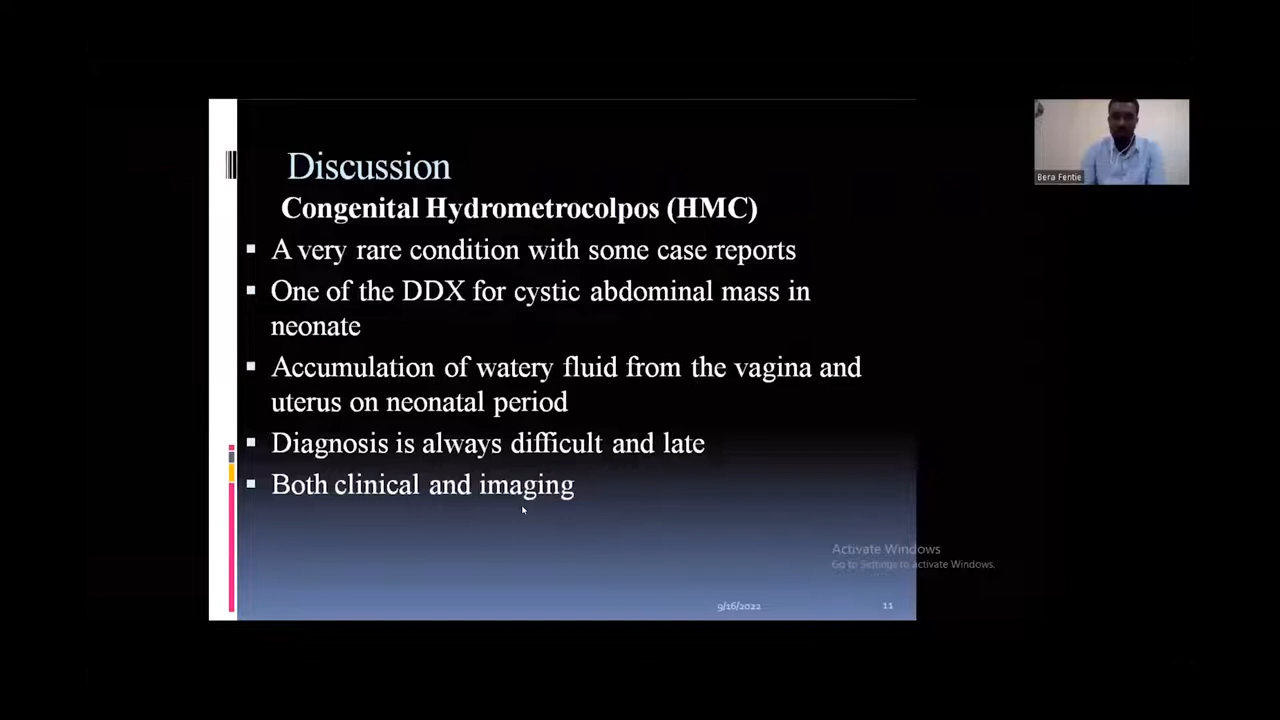 Discussion
Congenital Hydrometrocolpos (HMC)
▪ A very rare condition with some case reports
▪ One of the DDX for cystic abdominal mass in
neonate
▪ Accumulation of watery fluid from the vagina and
uterus on neonatal period
▪ Diagnosis is always difficult and late
▪ Both clinical and imaging
Bera Fentie
Activate Windows
Go to Settings to activate Windows.
9/16/2022
11